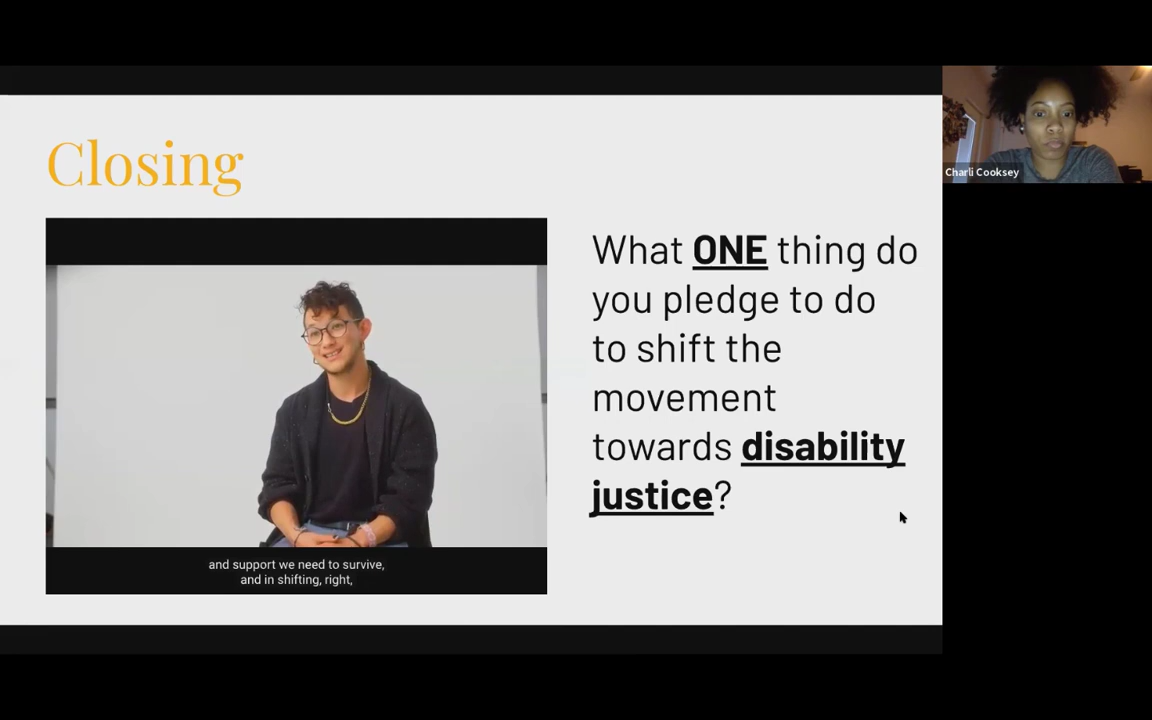 Closing
What ONE thing do
you pledge to do
to shift the
movement
towards disability
justice?
and support we need to survive,
and in shifting, right,
Charli Cooksey